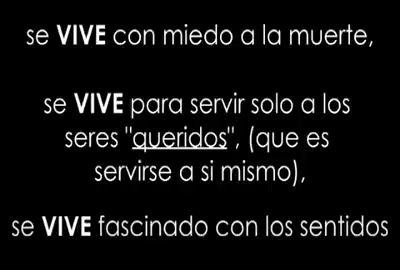 se VIVE con miedo a la muerte,
se VIVE para servir solo a los
seres "queridos", (que es
servirse a si mismo),
se VIVE fascinado con los sentidos